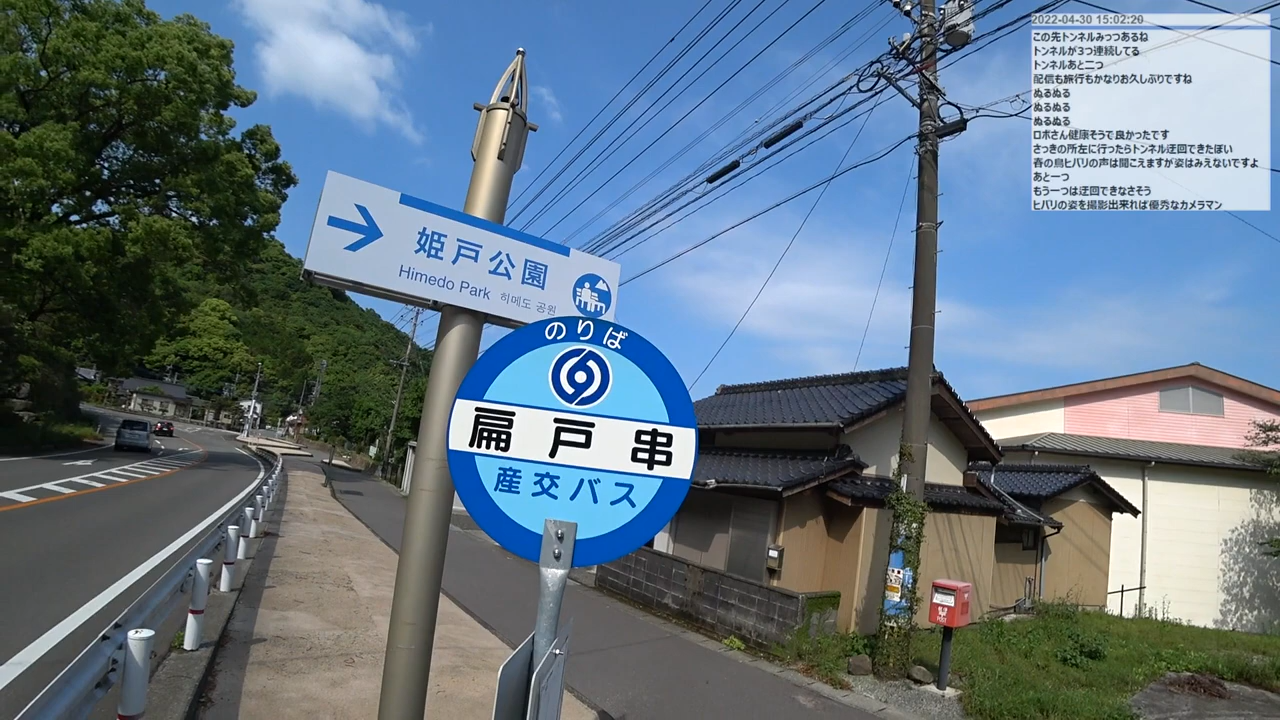 2022-04-30 15:02:20
この先トンネルみっつあるね
トンネルが3つ連続してる
トンネルあと二つ
配信も旅行もかなりお久しぶりですね
ぬるぬる
ぬるぬる
ぬるぬる
ロボさん健康そうで良かったです
さっきの所左に行ったらトンネル迂回できたぽい
春の鳥ヒバリの声は聞こえますが姿はみえないですよ
あと一つ
もう一つは迂回できなさそう
ヒバリの姿を撮影出来れば優秀なカメラマン
姫戸公園
Himedo Park 히메도 공원
のりば
扁戸串
産交バス
POST